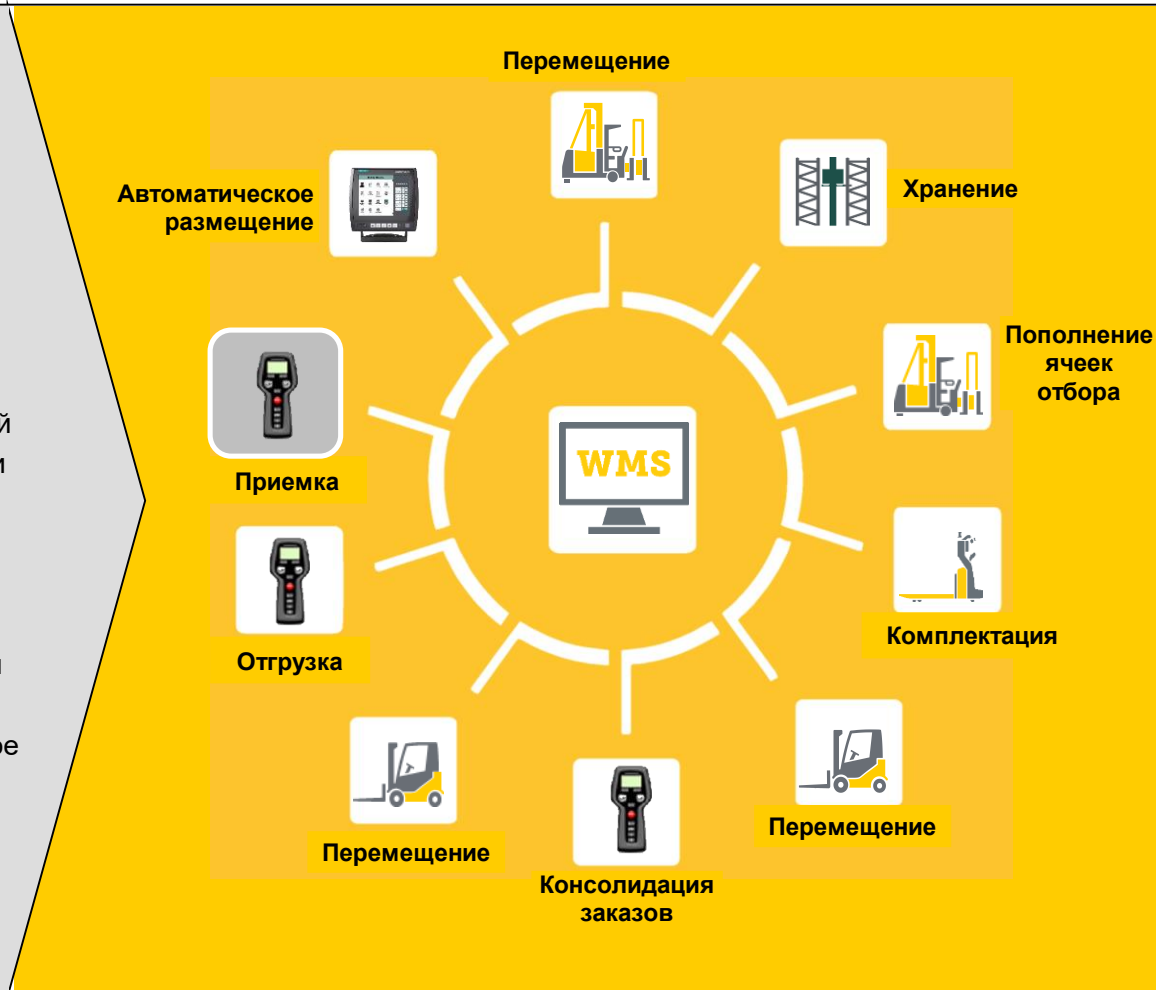 Перемещение
Автоматическое
размещение
Хранение
Пополнение
ячеек
отбора
WMS
Приемка
Комплектация
Отгрузка
Перемещение
Перемещение
Консолидация
заказов